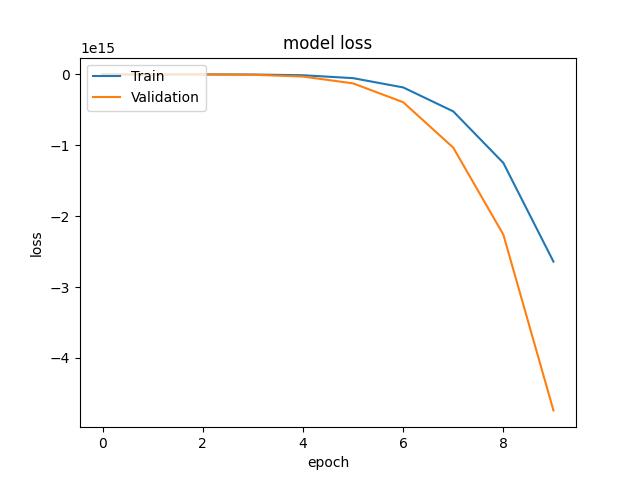 model loss
1e15
0
−1
−2
−3
−4
loss
Train
Validation
0 2 4 6 8
epoch